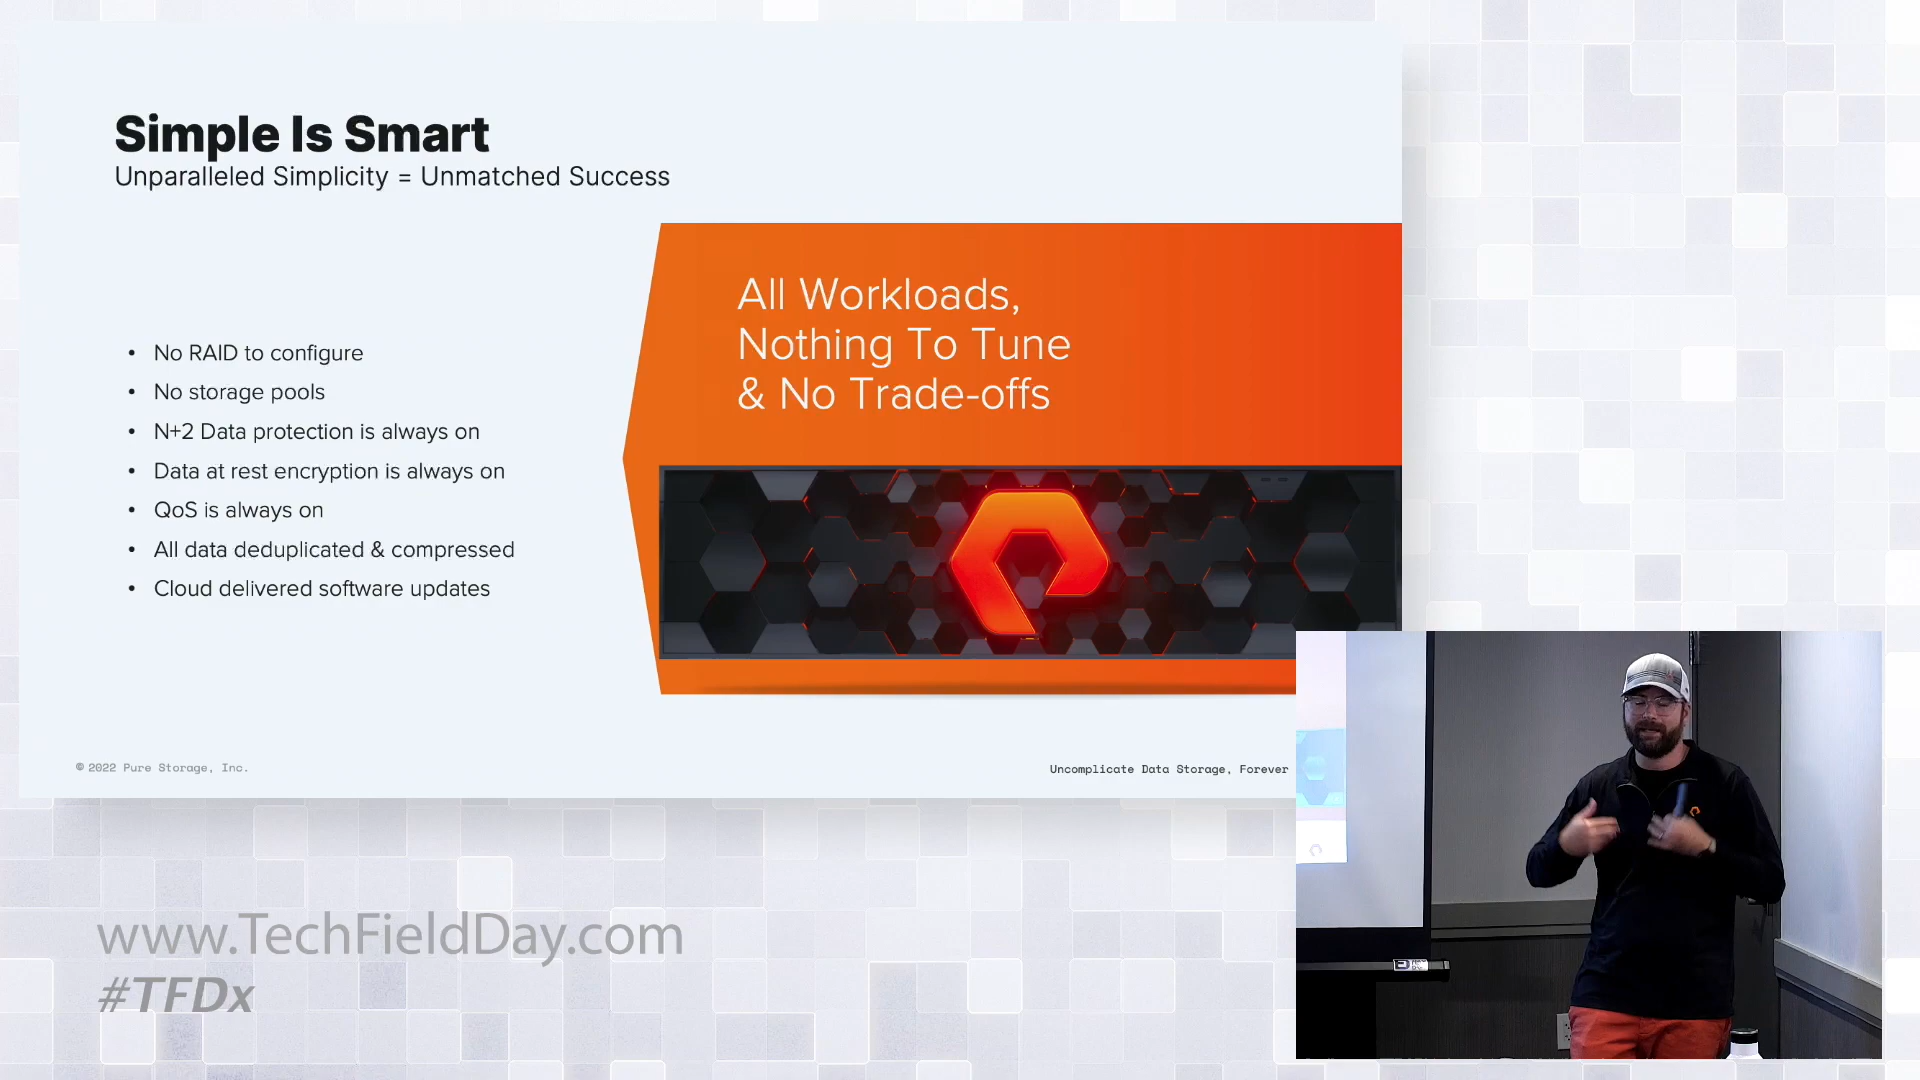 Simple Is Smart
Unparalleled Simplicity = Unmatched Success
• No RAID to configure
• No storage pools
• N+2 Data protection is always on
• Data at rest encryption is always on
• QoS is always on
• All data deduplicated & compressed
• Cloud delivered software updates
All Workloads,
Nothing To Tune
& No Trade-offs
© 2022 Pure Storage, Inc.
Uncomplicate Data Storage, Forever
www.TechFieldDay.com
#TFDx